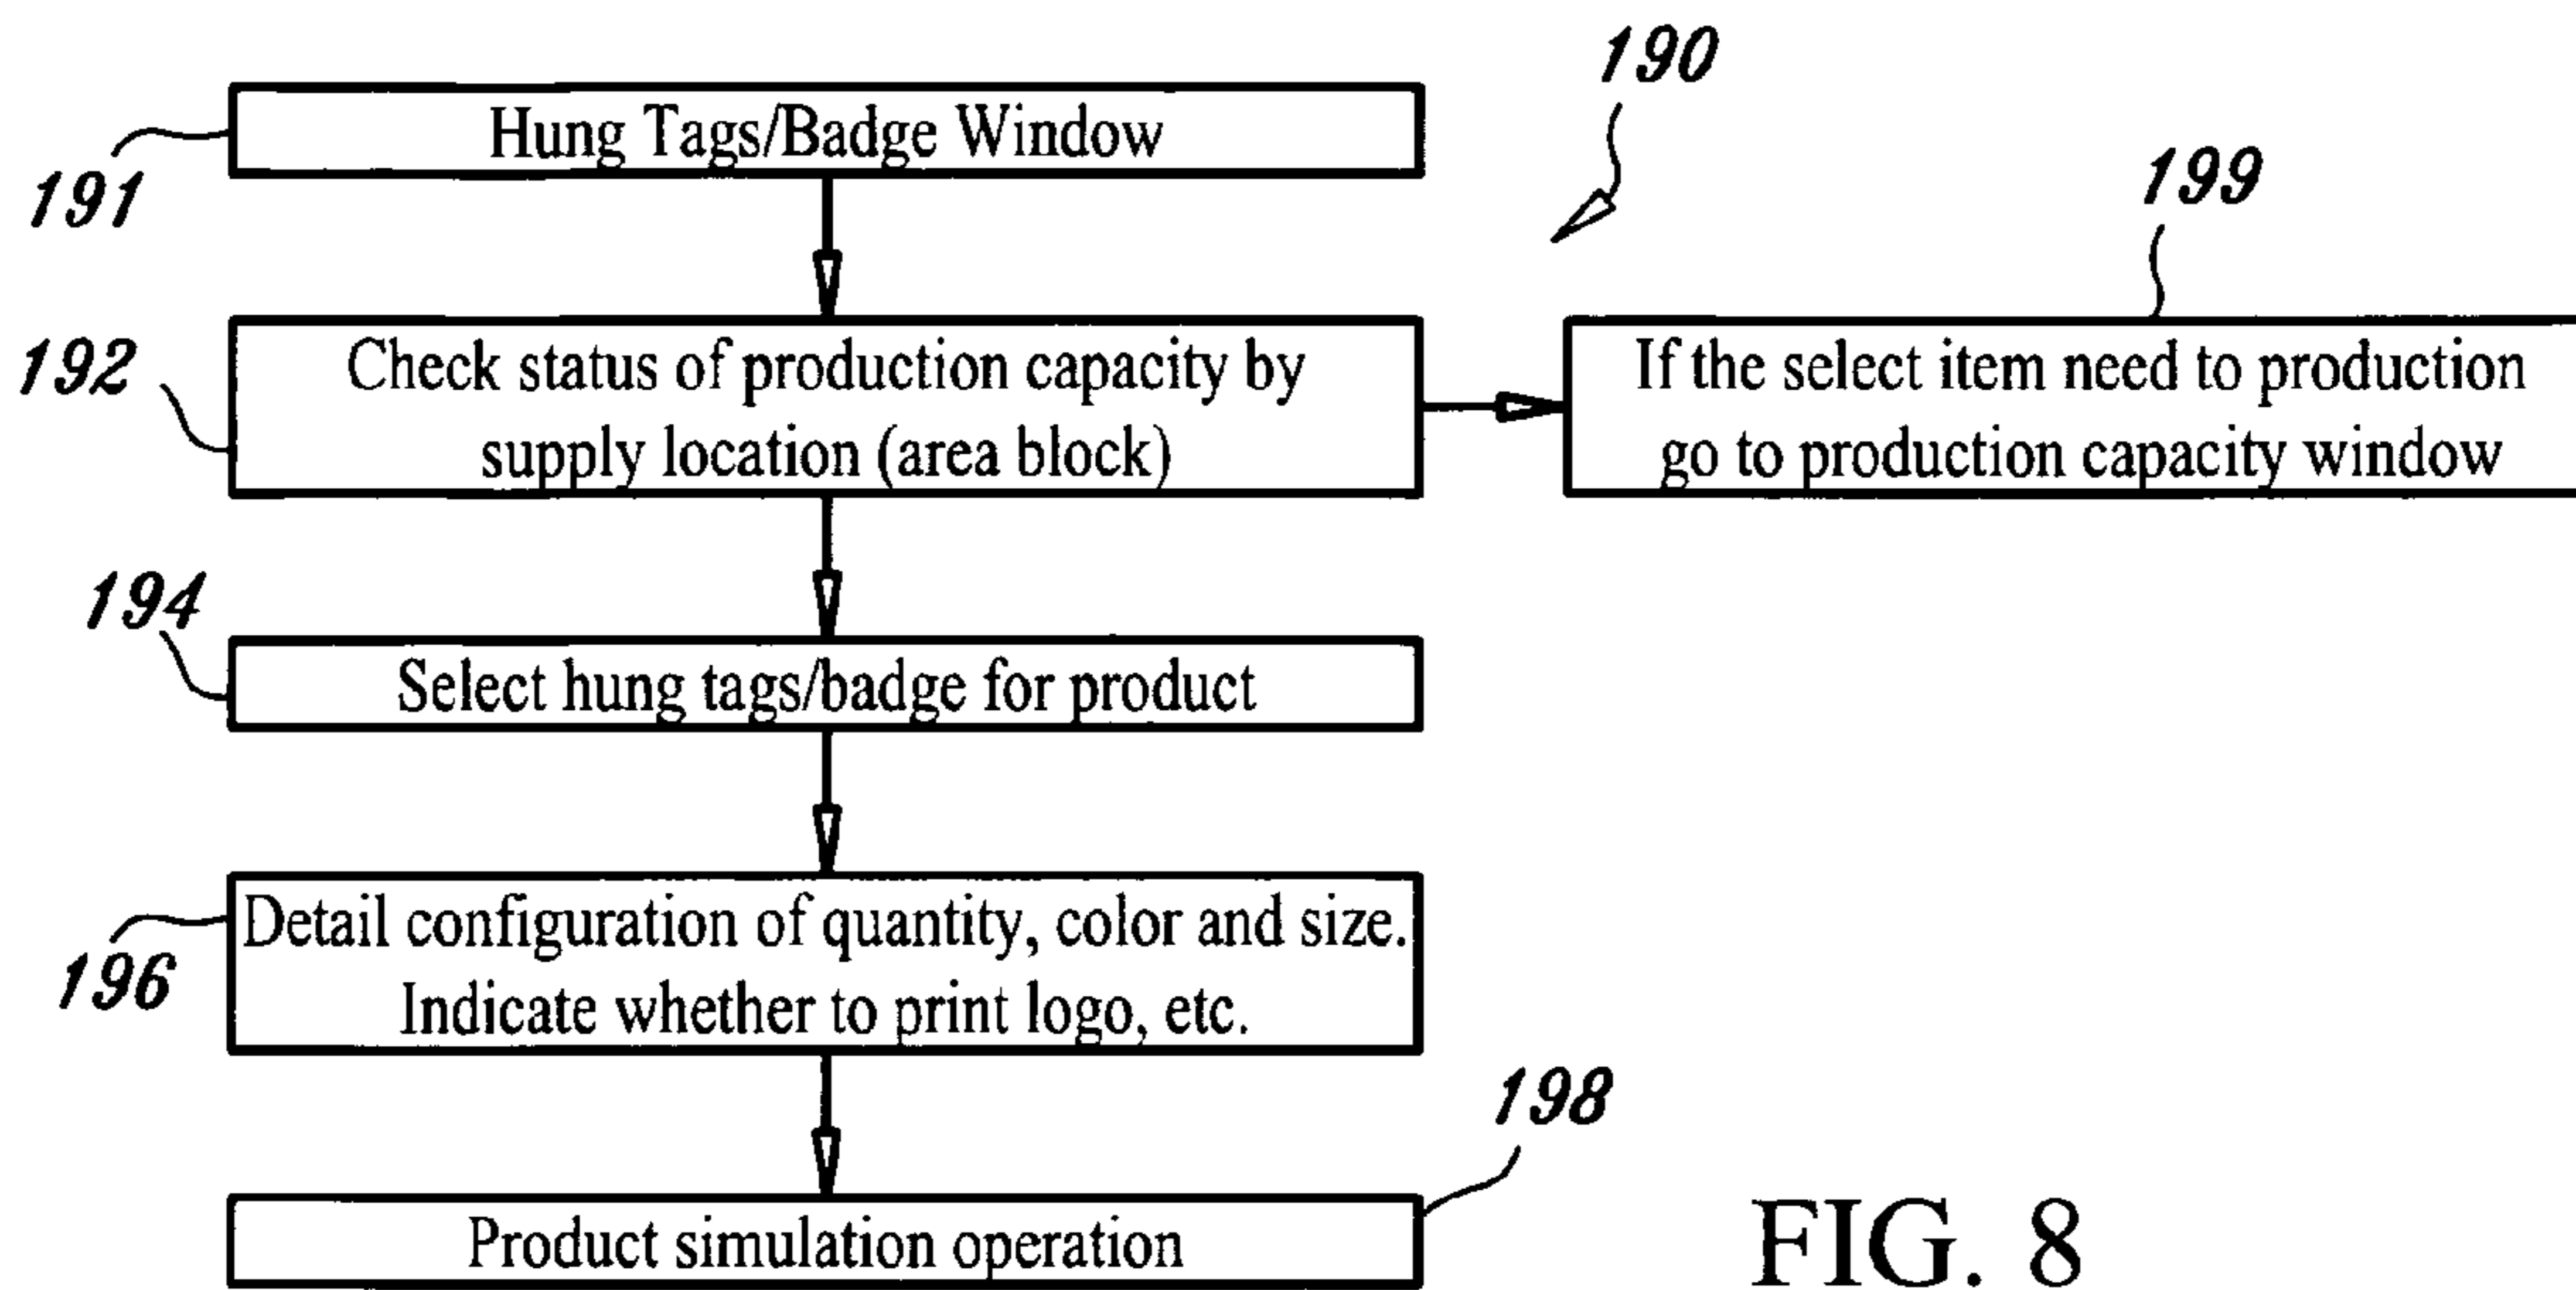 190
Hung Tags/Badge Window
191
199
192
Check status of production capacity by
supply location (area block)
If the select item need to production
go to production capacity window
194
Select hung tags/badge for product
Detail configuration of quantity, color and size.
Indicate whether to print logo, etc.
196
198
Product simulation operation
FIG. 8